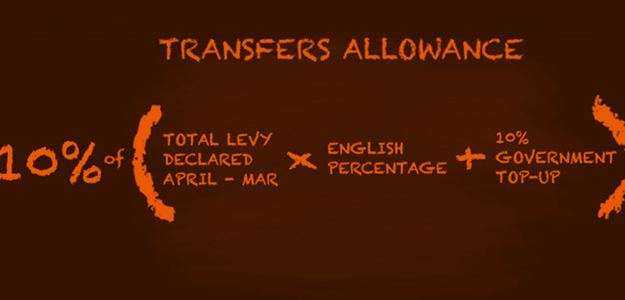 TRANSFERS ALLOWANCE
10% of ( TOTAL LEVY DECLARED APRIL - MAR × ENGLISH PERCENTAGE + 10% GOVERNMENT TOP-UP )